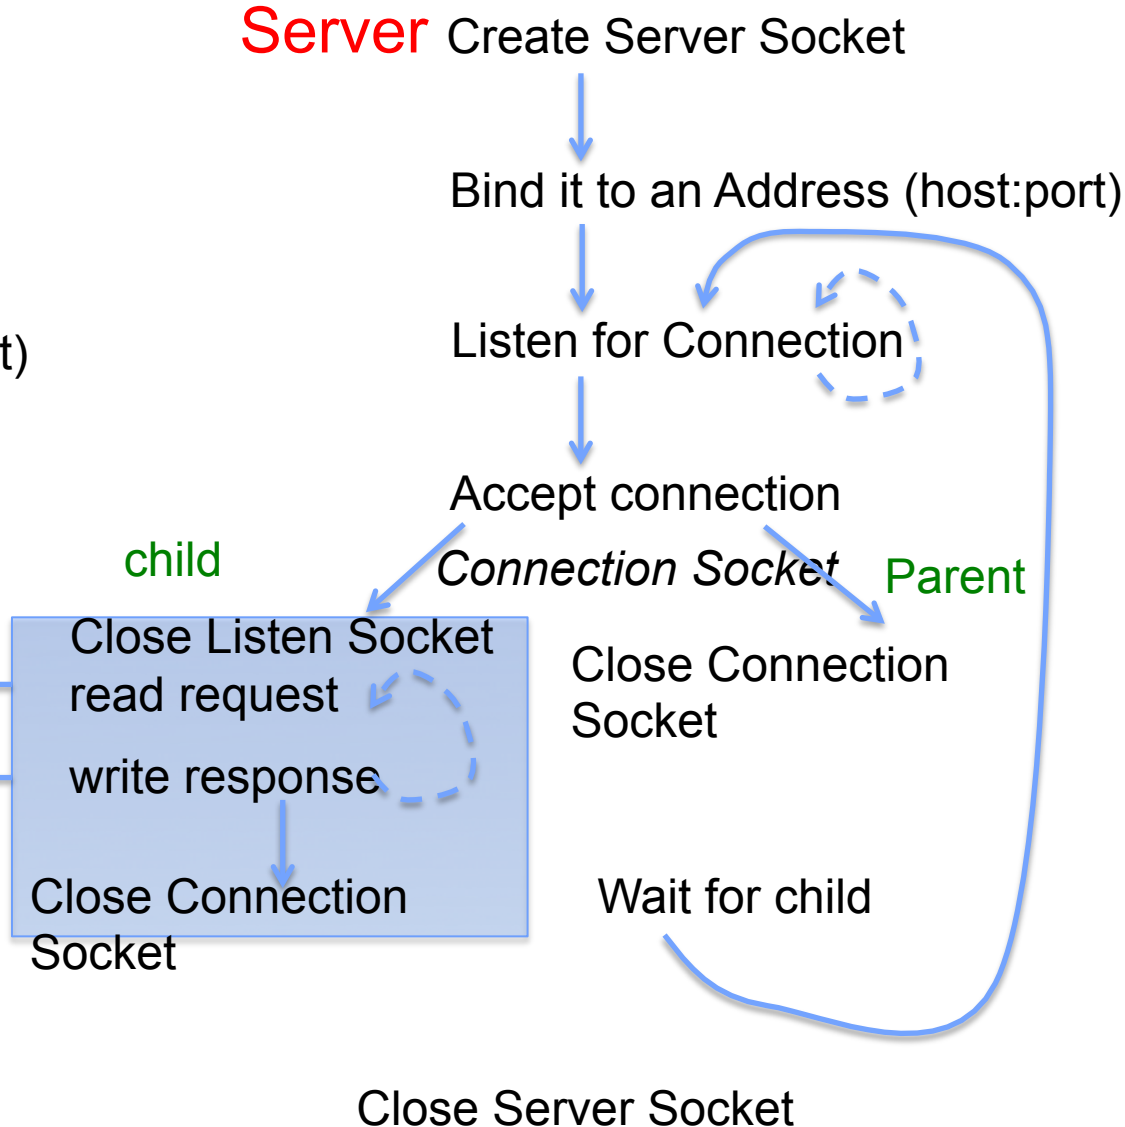 Server Create Server Socket
Bind it to an Address (host:port)
Listen for Connection
t)
Accept connection
child
Connection Socket
Parent
Close Listen Socket
read request
write response
Close Connection
Socket
Close Connection
Socket
Wait for child
Close Server Socket